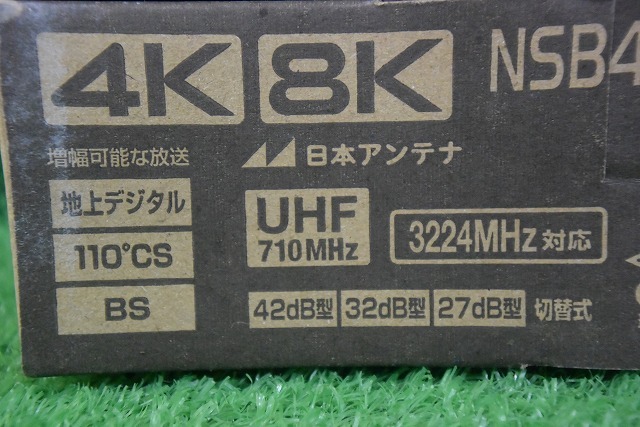 4K 8K NSB4
増幅可能な放送
日本アンテナ
地上デジタル
110°CS
BS
UHF
710MHz
3224MHz対応
42dB型 32dB型 27dB型 切替式